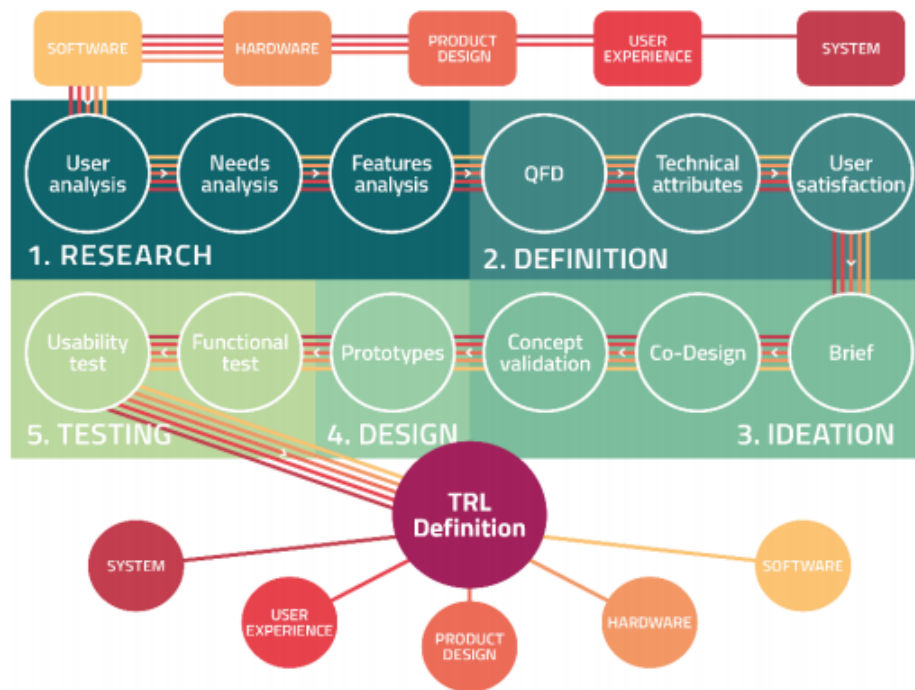 SOFTWARE
HARDWARE
PRODUCT
DESIGN
USER
EXPERIENCE
SYSTEM
User
analysis
Needs
analysis
Features
analysis
QFD
Technical
attributes
User
satisfaction
1. RESEARCH
2. DEFINITION
Usability
test
Functional
test
Prototypes
Concept
validation
Co-Design
Brief
5. TESTING
4. DESIGN
3. IDEATION
TRL
Definition
SYSTEM
USER
EXPERIENCE
PRODUCT
DESIGN
HARDWARE
SOFTWARE